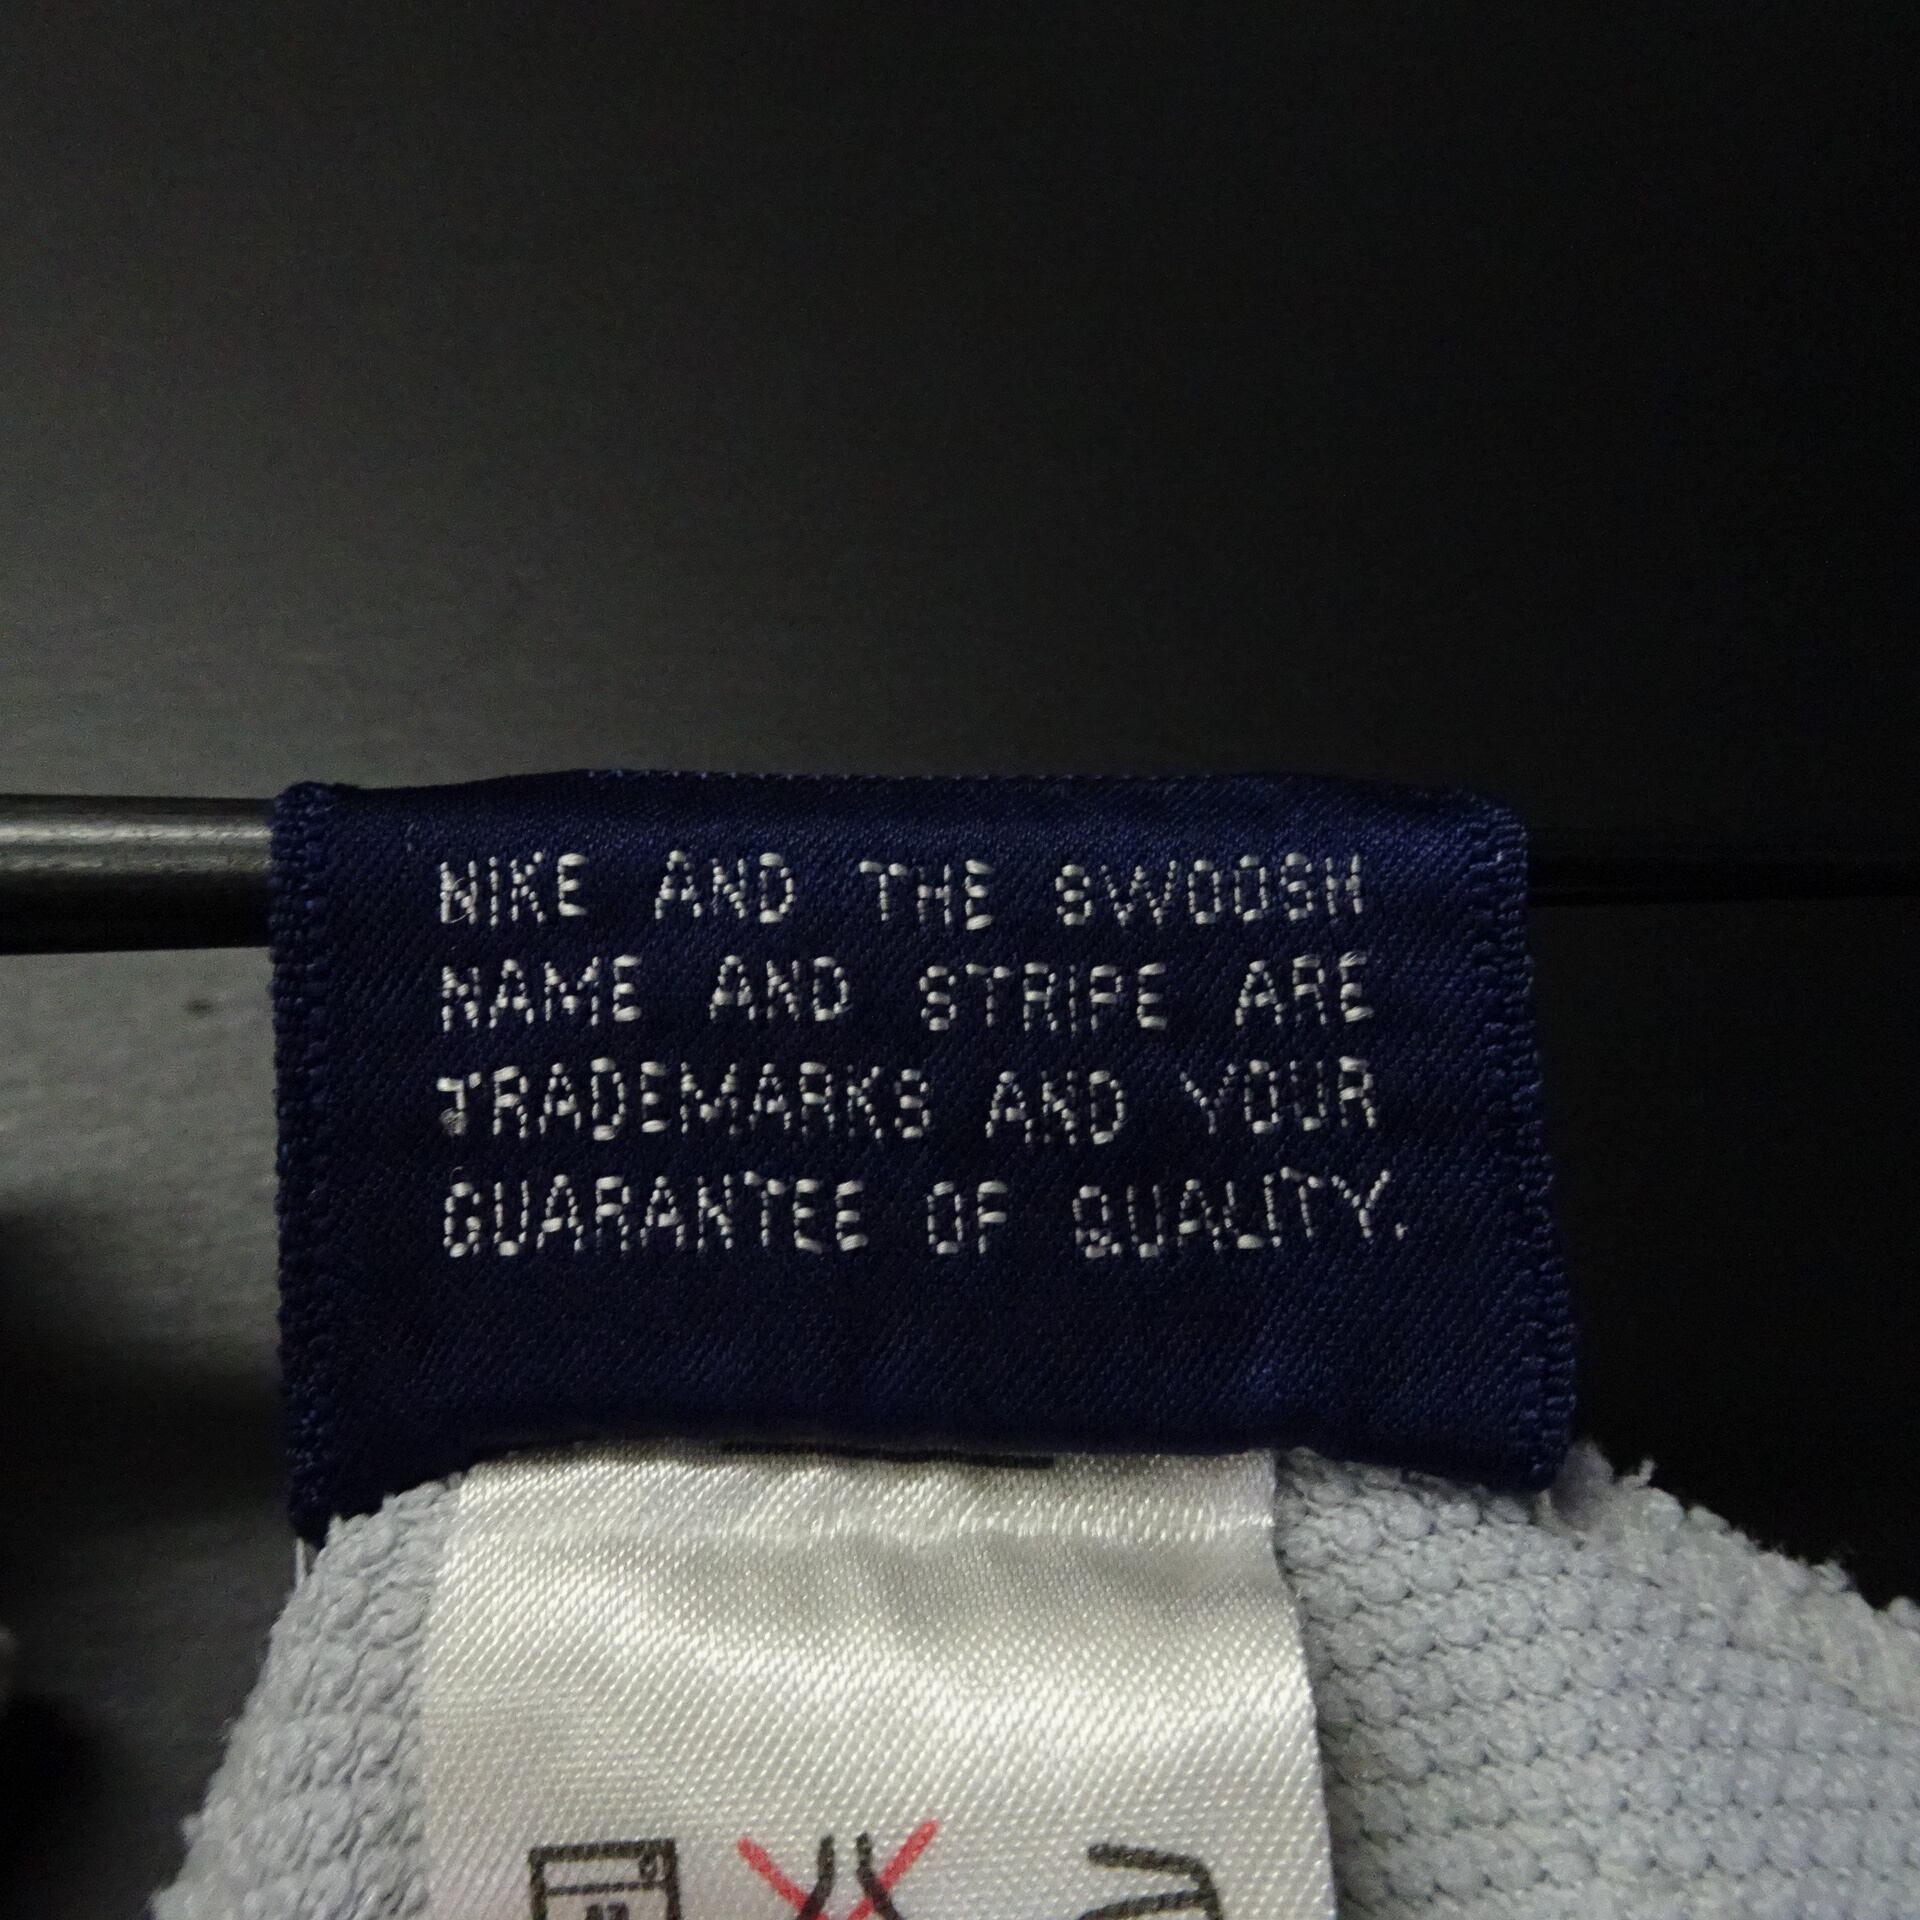 NIKE AND THE SWOOSH
NAME AND STRIPE ARE
TRADEMARKS AND YOUR
GUARANTEE OF QUALITY.